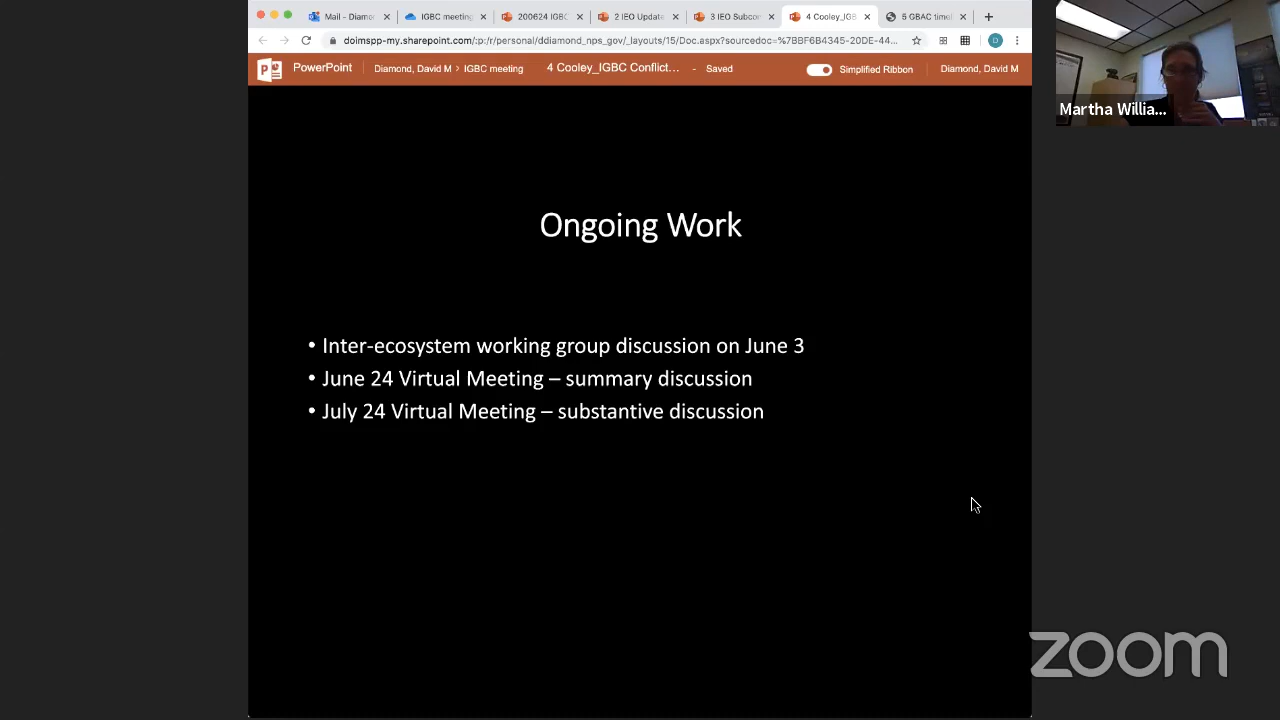 Mail - Diamo
IGBC meeting
200624 IGBC
2 IEO Update
3 IEO Subcom
4 Cooley_IGB
5 GBAC timel
doimspp-my.sharepoint.com/:p:/r/personal/ddiamond_nps_gov/_layouts/15/Doc.aspx?sourcedoc=%7BBF6B4345-20DE-44...
D
PowerPoint
Diamond, David M > IGBC meeting
4 Cooley_IGBC Conflict...
- Saved
Simplified Ribbon
Diamond, David M
Martha Willia...
Ongoing Work
• Inter-ecosystem working group discussion on June 3
• June 24 Virtual Meeting – summary discussion
• July 24 Virtual Meeting – substantive discussion
zoom